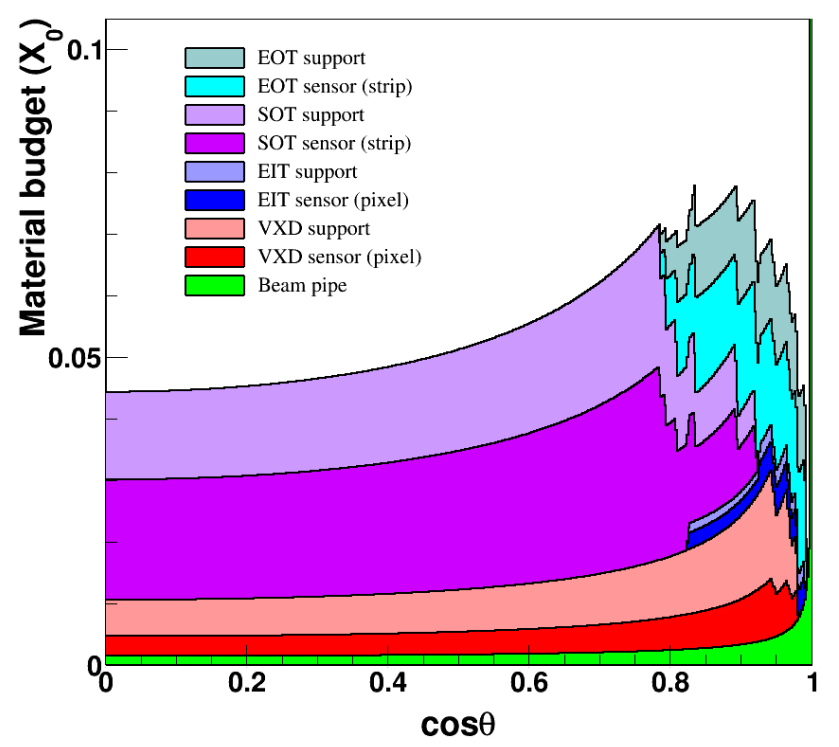 Material budget (X₀)
0.1
0.05
0
EOT support
EOT sensor (strip)
SOT support
SOT sensor (strip)
EIT support
EIT sensor (pixel)
VXD support
VXD sensor (pixel)
Beam pipe
0 0.2 0.4 0.6 0.8 1
cosθ